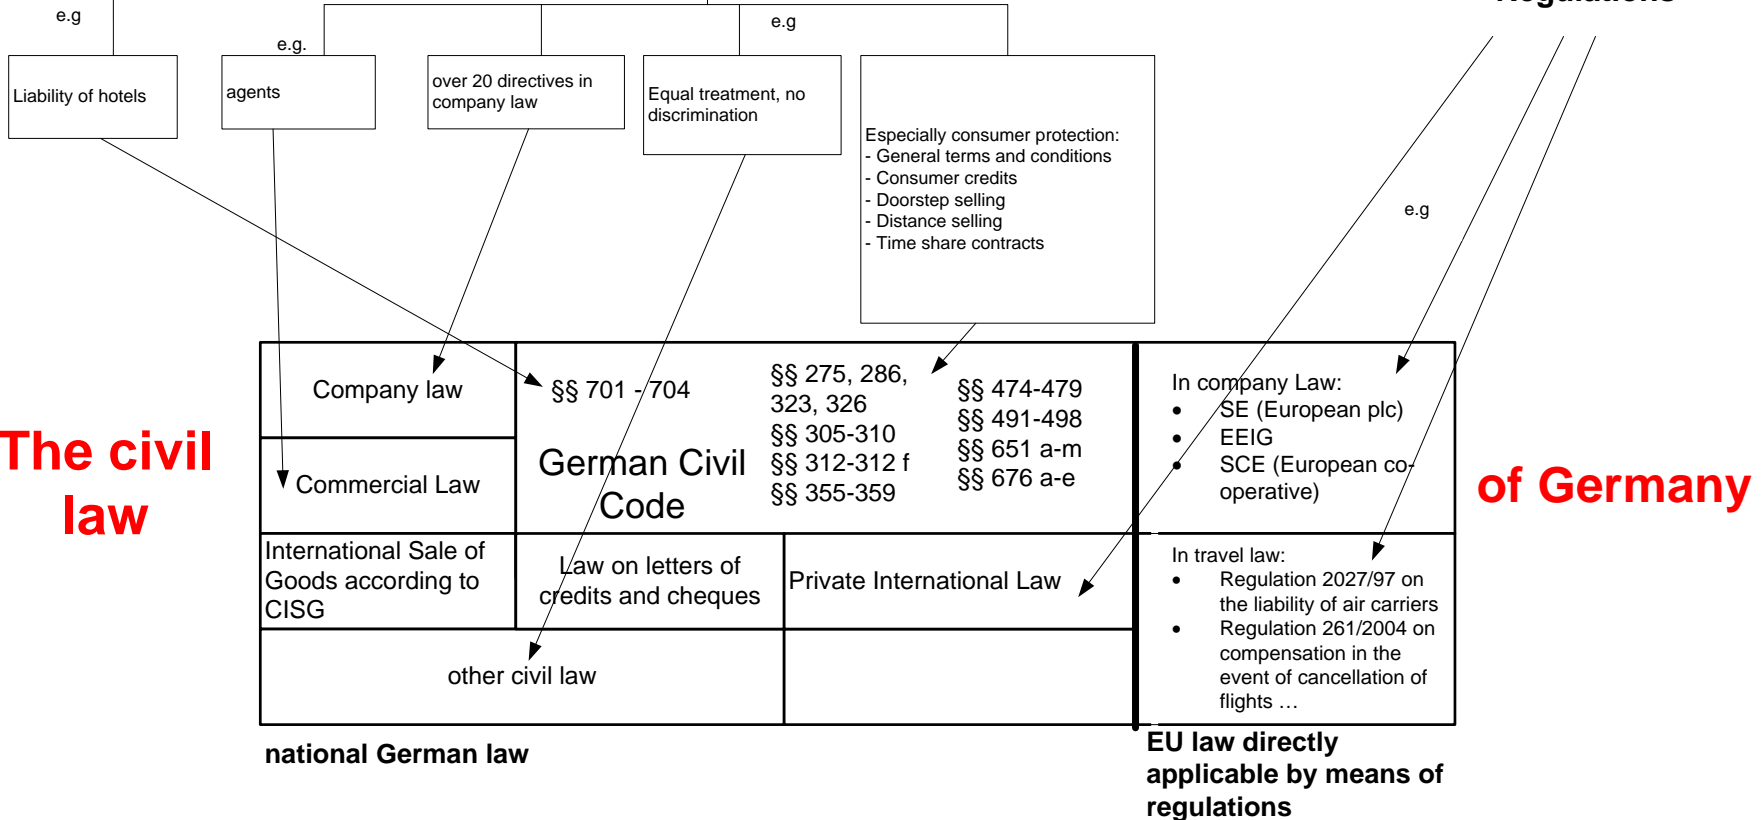 Regulations
e.g
e.g
e.g.
Liability of hotels
agents
over 20 directives in
company law
Equal treatment, no
discrimination
Especially consumer protection:
- General terms and conditions
- Consumer credits
- Doorstep selling
- Distance selling
- Time share contracts
e.g
The civil
law
Company law
§§ 701 - 704
§§ 275, 286,
323, 326
§§ 305-310
§§ 312-312 f
§§ 355-359
§§ 474-479
§§ 491-498
§§ 651 a-m
§§ 676 a-e
German Civil
Code
Commercial Law
In company Law:
• SE (European plc)
• EEIG
• SCE (European co-
operative)
of Germany
International Sale of
Goods according to
CISG
Law on letters of
credits and cheques
Private International Law
In travel law:
• Regulation 2027/97 on
the liability of air carriers
• Regulation 261/2004 on
compensation in the
event of cancellation of
flights …
other civil law
national German law
EU law directly
applicable by means of
regulations